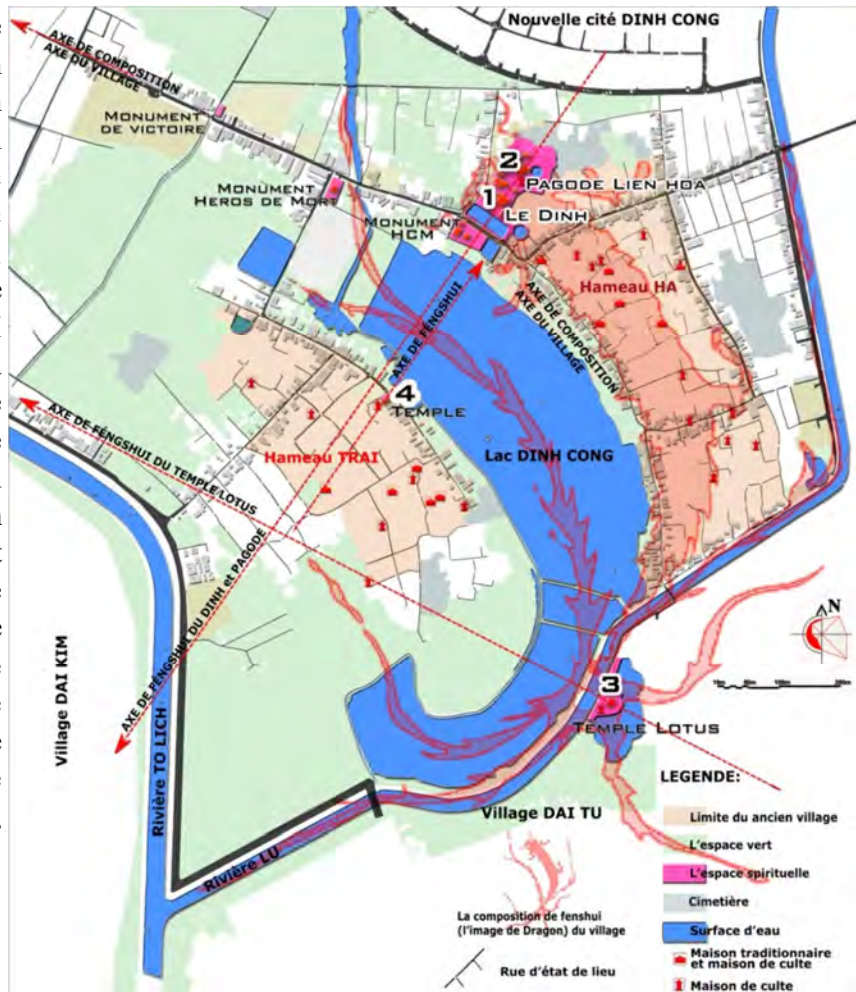 Nouvelle cité DINH CONG
AXE DE COMPOSITION
AXE DU VILLAGE
MONUMENT
DE VICTOIRE
MONUMENT
HEROS DE MORT
MONUMENT
HCM
2
PAGODE LIEN HOA
1
LE DINH
Hameau HA
AXE DE COMPOSITION
AXE DU VILLAGE
AXE DE FÉNGSHUI
4
TEMPLE
Hameau TRAI
Lac DINH CONG
AXE DE FÉNGSHUI DU TEMPLE LOTUS
AXE DE FÉNGSHUI DU DINH et PAGODE
Village DAI KIM
Rivière TO LICH
Rivière LU
N
3
TEMPLE LOTUS
Village DAI TU
LEGENDE:
Limite du ancien village
L'espace vert
L'espace spirituelle
Cimetière
Surface d'eau
Maison traditionnaire
et maison de culte
Maison de culte
La composition de fenshui
(l'image de Dragon) du village
Rue d'état de lieu